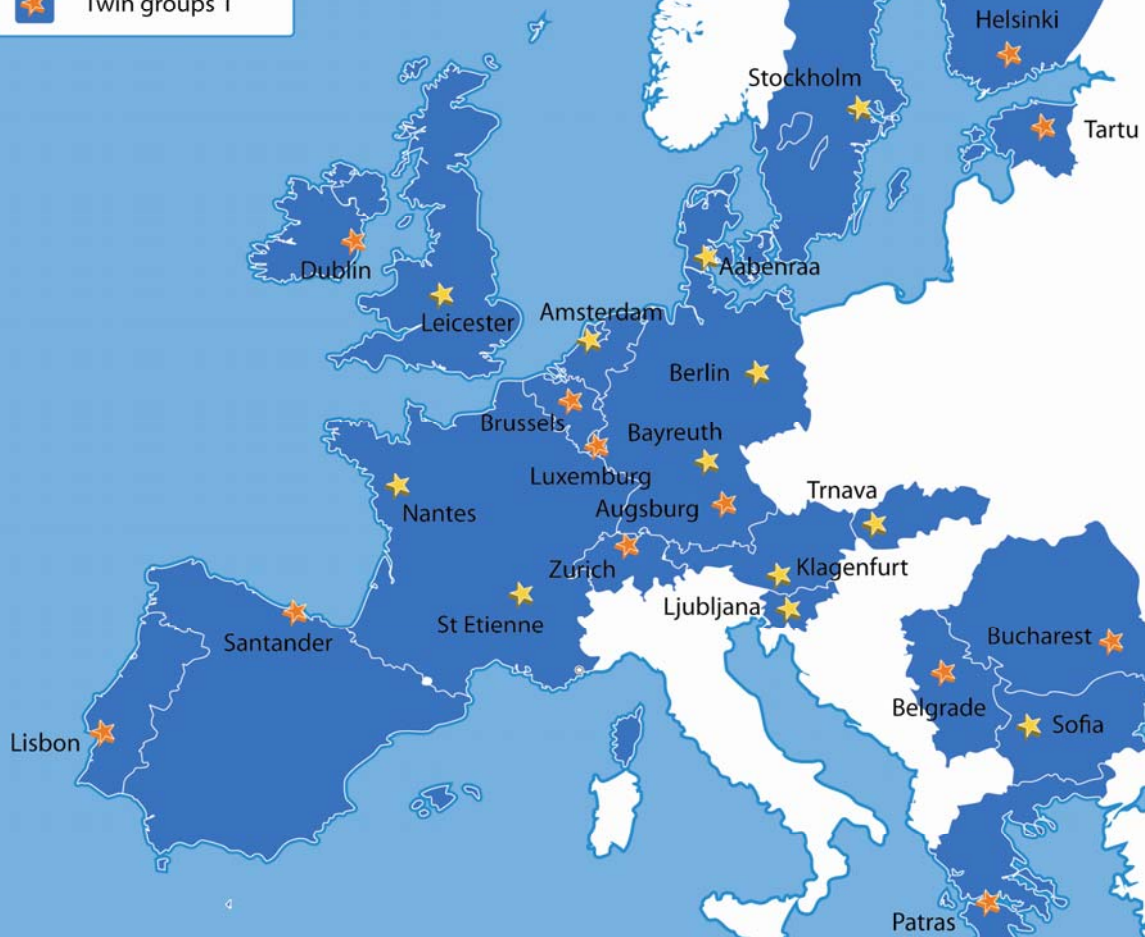 Twin groups 1
Helsinki
Stockholm
Tartu
Dublin
Aabenraa
Leicester
Amsterdam
Berlin
Brussels
Bayreuth
Luxemburg
Trnava
Augsburg
Nantes
Zurich
Klagenfurt
Ljubljana
St Etienne
Santander
Bucharest
Belgrade
Sofia
Lisbon
Patras